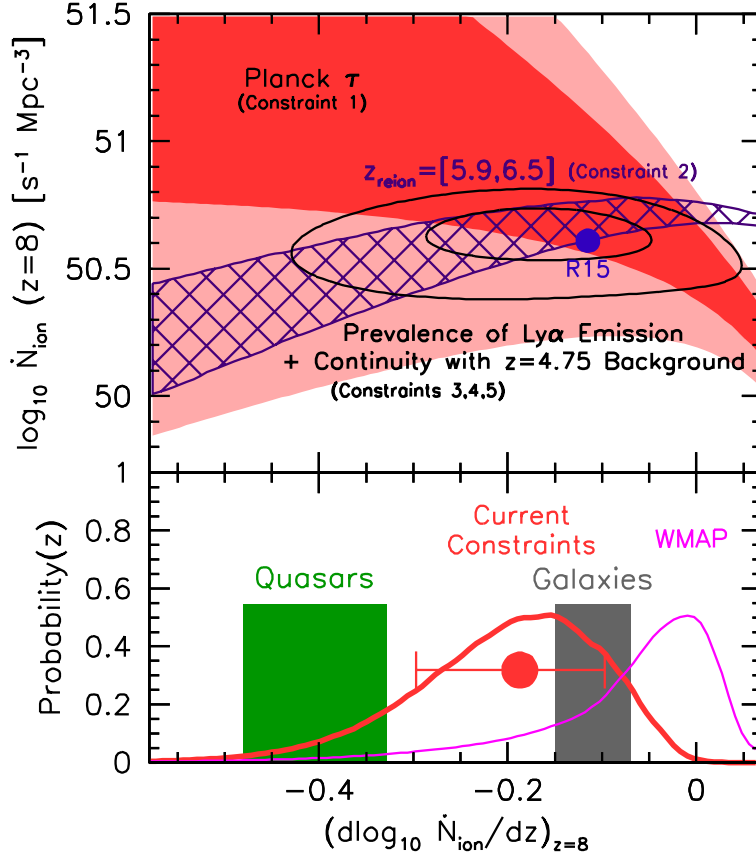 51.5
51
50.5
50
log₁₀ Ṅᵢₒₙ (z=8) [s⁻¹ Mpc⁻³]
Planck τ
(Constraint 1)
z_reion=[5.9,6.5] (Constraint 2)
R15
Prevalence of Lyα Emission
+ Continuity with z=4.75 Background
(Constraints 3,4,5)
1
0.8
0.6
0.4
0.2
0
Probability(z)
Current
Constraints
WMAP
Quasars
Galaxies
−0.4
−0.2
0
(dlog₁₀ Ṅᵢₒₙ/dz)_z=8